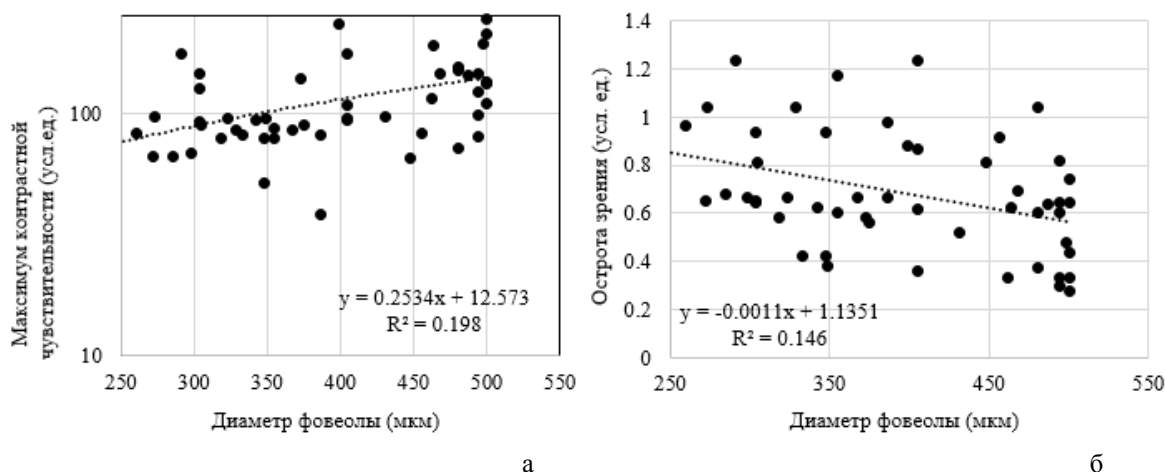 Максимум контрастной
чувствительности (усл.ед.)
100
10
y = 0.2534x + 12.573
R² = 0.198
250 300 350 400 450 500 550
Диаметр фовеолы (мкм)
а
Острота зрения (усл. ед.)
1.4
1.2
1
0.8
0.6
0.4
0.2
0
y = -0.0011x + 1.1351
R² = 0.146
250 350 450 550
Диаметр фовеолы (мкм)
б